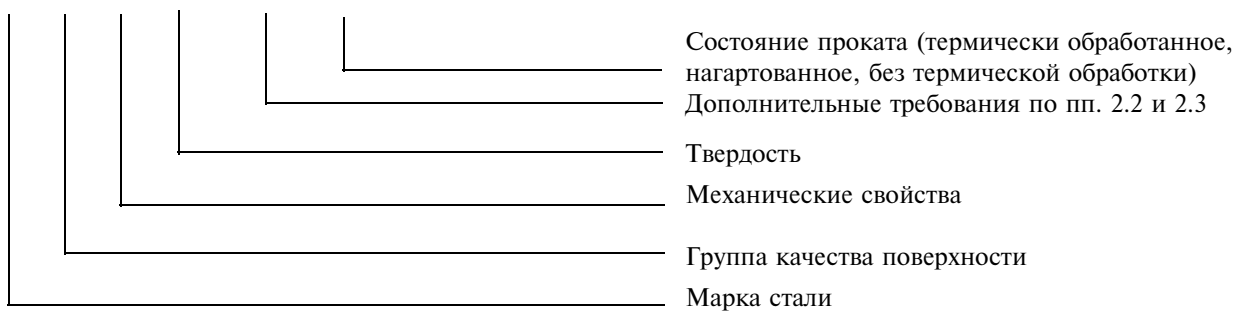 Состояние проката (термически обработанное,
нагартованное, без термической обработки)
Дополнительные требования по пп. 2.2 и 2.3
Твердость
Механические свойства
Группа качества поверхности
Марка стали